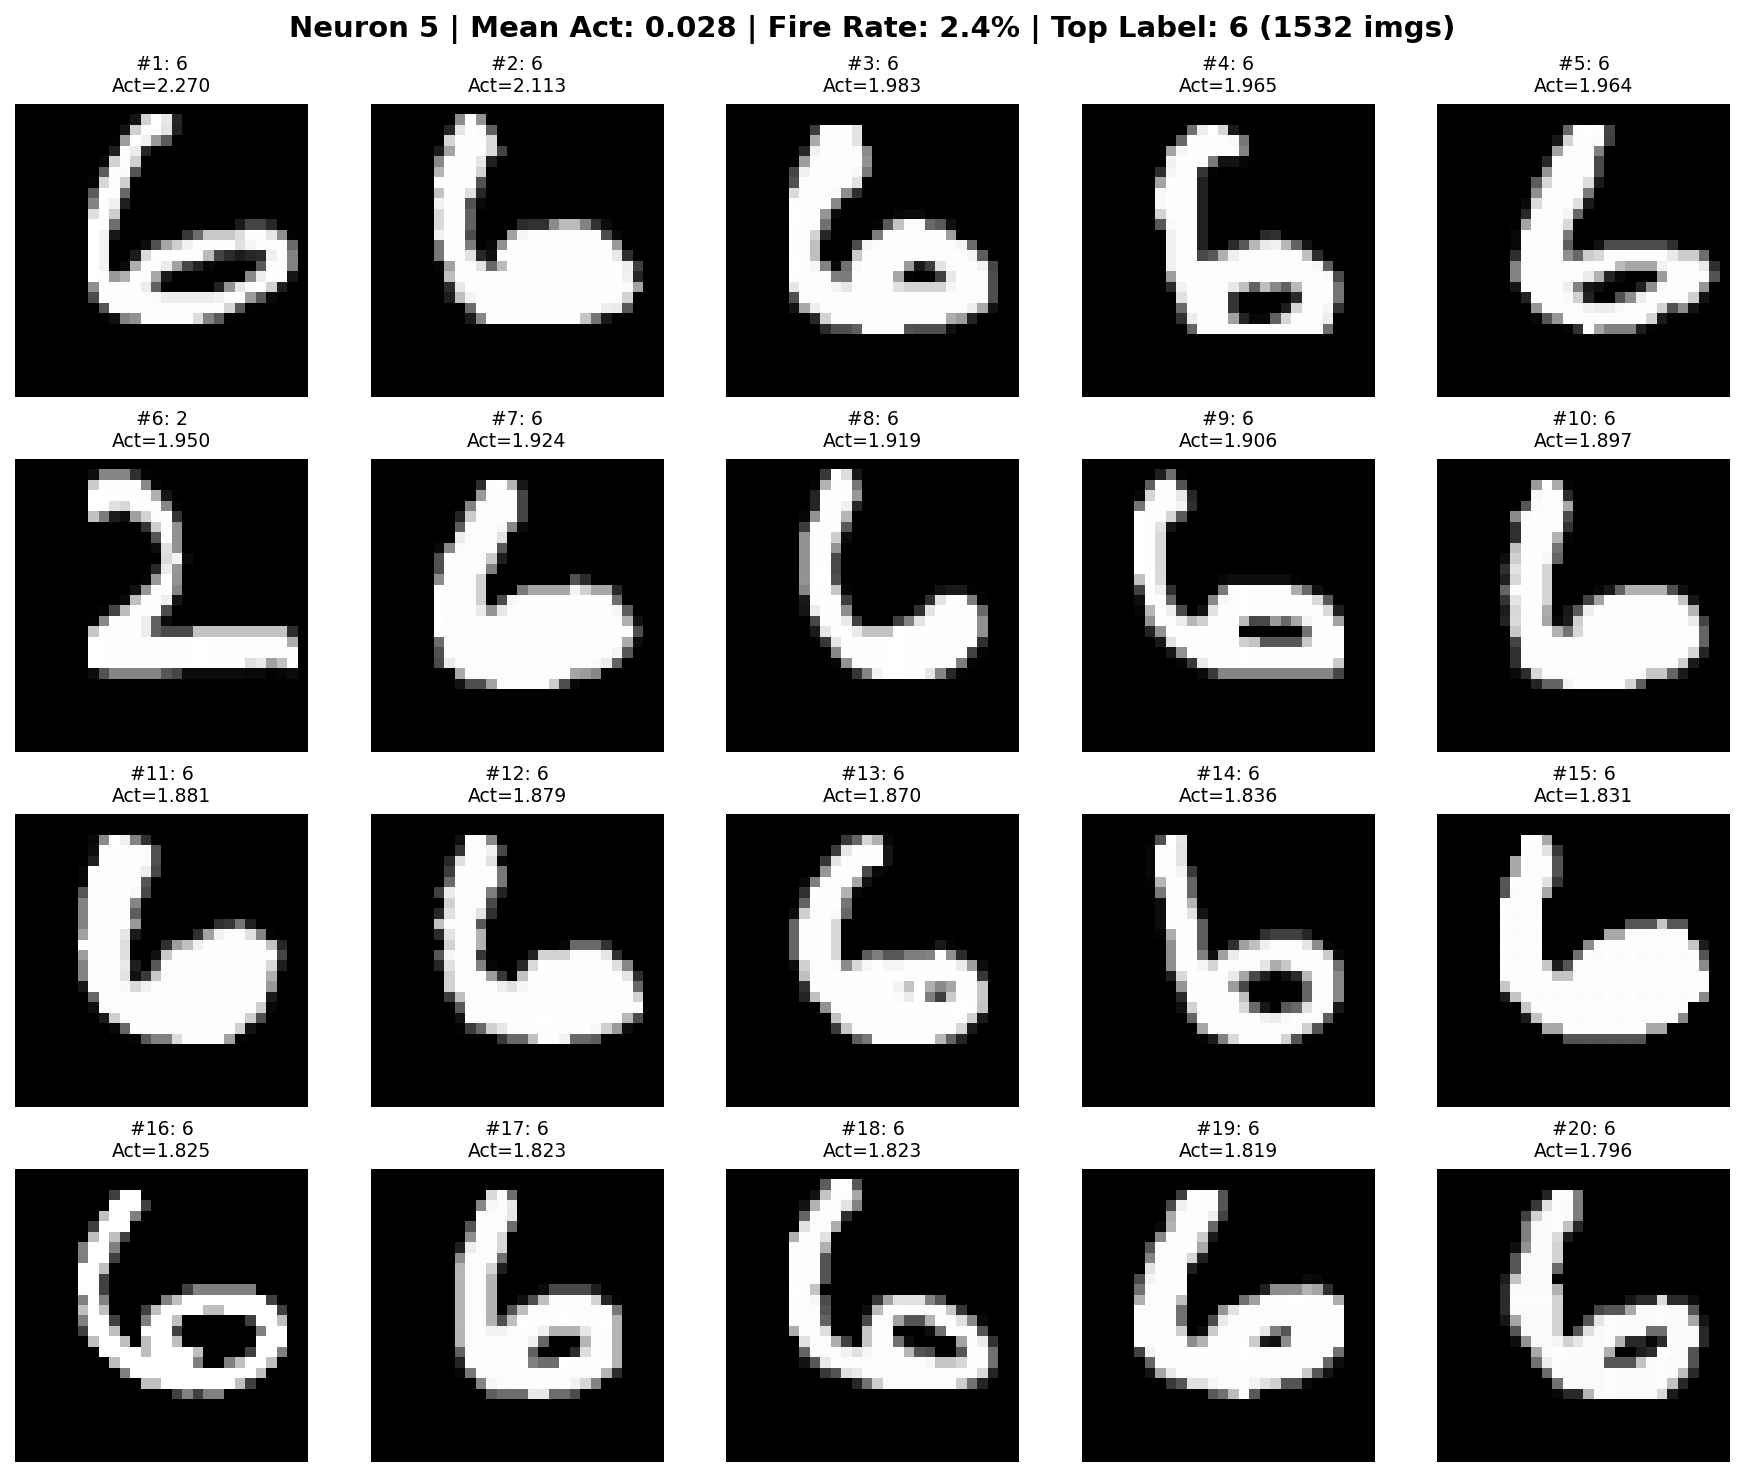 Neuron 5 | Mean Act: 0.028 | Fire Rate: 2.4% | Top Label: 6 (1532 imgs)
#1: 6
Act=2.270
#2: 6
Act=2.113
#3: 6
Act=1.983
#4: 6
Act=1.965
#5: 6
Act=1.964
#6: 2
Act=1.950
#7: 6
Act=1.924
#8: 6
Act=1.919
#9: 6
Act=1.906
#10: 6
Act=1.897
#11: 6
Act=1.881
#12: 6
Act=1.879
#13: 6
Act=1.870
#14: 6
Act=1.836
#15: 6
Act=1.831
#16: 6
Act=1.825
#17: 6
Act=1.823
#18: 6
Act=1.823
#19: 6
Act=1.819
#20: 6
Act=1.796